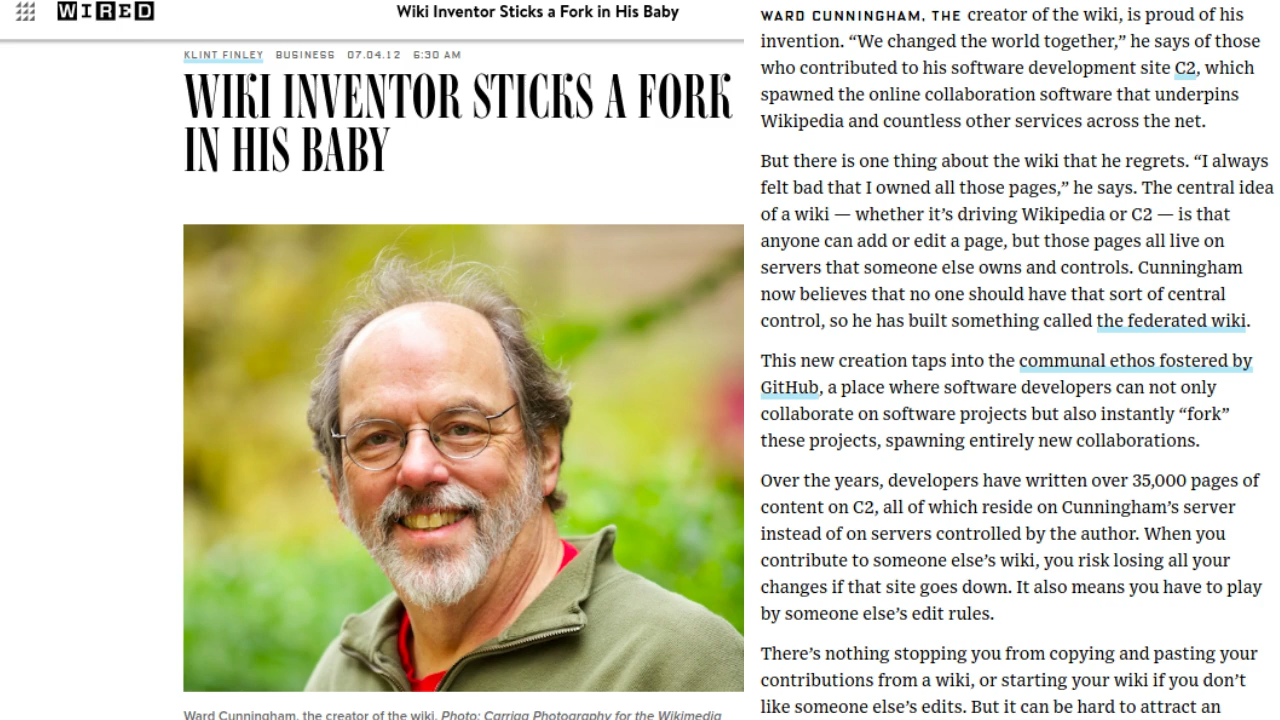 WIRED
Wiki Inventor Sticks a Fork in His Baby
KLINT FINLEY BUSINESS 07.04.12 6:30 AM
WIKI INVENTOR STICKS A FORK
IN HIS BABY
Ward Cunningham, the creator of the wiki. Photo: Carriga Photography for the Wikimedia
WARD CUNNINGHAM, THE creator of the wiki, is proud of his
invention. “We changed the world together,” he says of those
who contributed to his software development site C2, which
spawned the online collaboration software that underpins
Wikipedia and countless other services across the net.
But there is one thing about the wiki that he regrets. “I always
felt bad that I owned all those pages,” he says. The central idea
of a wiki — whether it’s driving Wikipedia or C2 — is that
anyone can add or edit a page, but those pages all live on
servers that someone else owns and controls. Cunningham
now believes that no one should have that sort of central
control, so he has built something called the federated wiki.
This new creation taps into the communal ethos fostered by
GitHub, a place where software developers can not only
collaborate on software projects but also instantly “fork”
these projects, spawning entirely new collaborations.
Over the years, developers have written over 35,000 pages of
content on C2, all of which reside on Cunningham’s server
instead of on servers controlled by the author. When you
contribute to someone else’s wiki, you risk losing all your
changes if that site goes down. It also means you have to play
by someone else’s edit rules.
There’s nothing stopping you from copying and pasting your
contributions from a wiki, or starting your wiki if you don’t
like someone else’s edits. But it can be hard to attract an